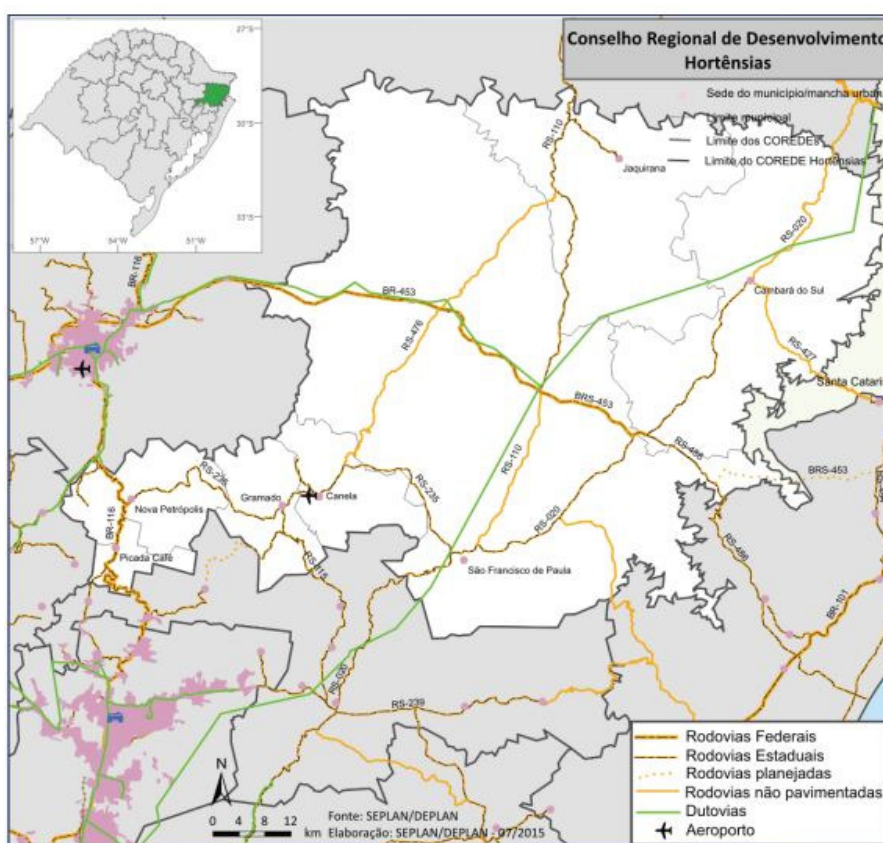 Conselho Regional de Desenvolvimento
Hortênsias
Sede do município/mancha urbana
Limite municipal
Limite dos COREDEs
Limite do COREDE Hortênsias
27°S
30°S
33°S
57°W
54°W
51°W
RS-110
Jaquirana
RS-020
BR-116
BR-453
Cambará do Sul
RS-476
RS-427
Santa Catari
BRS-453
RS-110
RS-486
BRS-453
RS-235
Gramado
Canela
RS-235
Nova Petrópolis
RS-020
BR-116
Picada Café
São Francisco de Paula
RS-115
RS-486
BR-101
RS-020
RS-239
N
0 4 8 12
km
Fonte: SEPLAN/DEPLAN
Elaboração: SEPLAN/DEPLAN - 07/2015
Rodovias Federais
Rodovias Estaduais
Rodovias planejadas
Rodovias não pavimentadas
Dutovias
Aeroporto